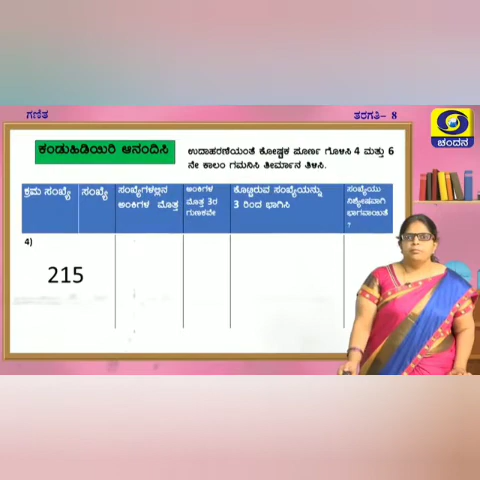 ಗಣಿತ
ತರಗತಿ- 8
ಚಂದನ
ಕಂಡುಹಿಡಿಯಿರಿ ಆನಂದಿಸಿ
ಉದಾಹರಣೆಯಂತೆ ಕೋಷ್ಟಕ ಪೂರ್ಣ ಗೊಳಿಸಿ 4 ಮತ್ತು 6
ನೇ ಕಾಲಂ ಗಮನಿಸಿ ತೀರ್ಮಾನ ತಿಳಿಸಿ.
ಕ್ರಮ ಸಂಖ್ಯೆ
ಸಂಖ್ಯೆ
ಸಂಖ್ಯೆಗಳಲ್ಲಿನ
ಅಂಕಿಗಳ ಮೊತ್ತ
ಅಂಕಿಗಳ
ಮೊತ್ತ 3ರ
ಗುಣಕವೇ
ಕೊಟ್ಟಿರುವ ಸಂಖ್ಯೆಯನ್ನು
3 ರಿಂದ ಭಾಗಿಸಿ
ಸಂಖ್ಯೆಯು
ನಿಶ್ಶೇಷವಾಗಿ
ಭಾಗವಾಯಿತೆ
?
4)
215